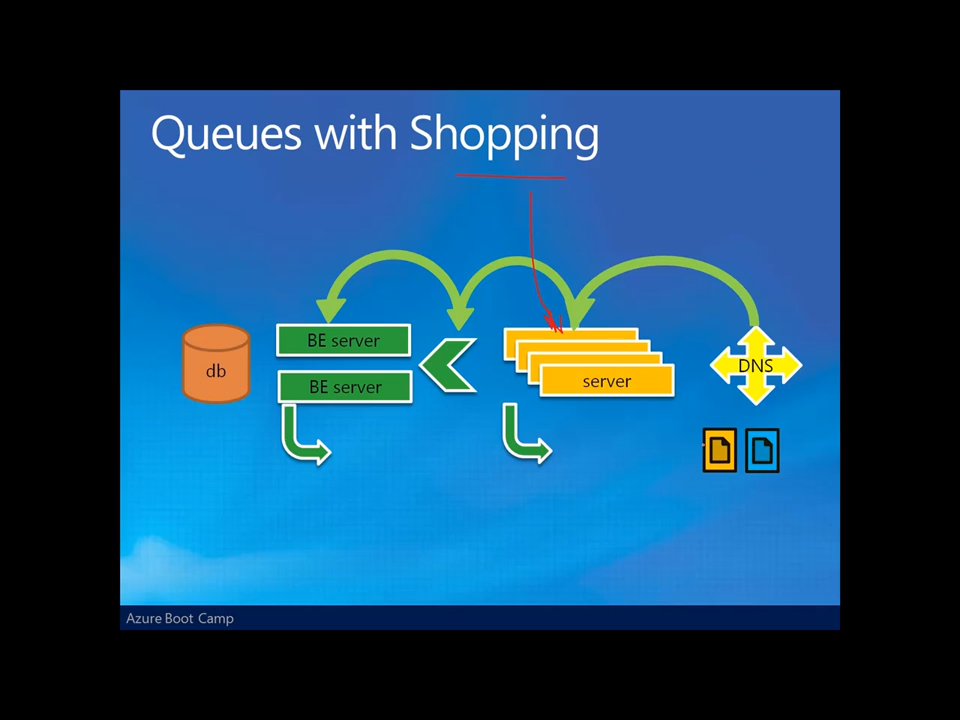 Queues with Shopping
BE server
db
BE server
server
DNS
Azure Boot Camp